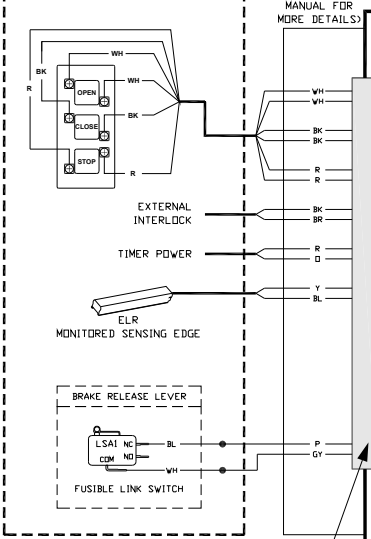 MANUAL FOR
MORE DETAILS)
WH
BK
R
OPEN
WH
CLOSE
BK
STOP
R
WH
WH
BK
BK
R
R
EXTERNAL
INTERLOCK
BK
BR
TIMER POWER
R
O
Y
BL
ELR
MONITORED SENSING EDGE
BRAKE RELEASE LEVER
LSA1 NC
COM NO
BL
WH
P
GY
FUSIBLE LINK SWITCH